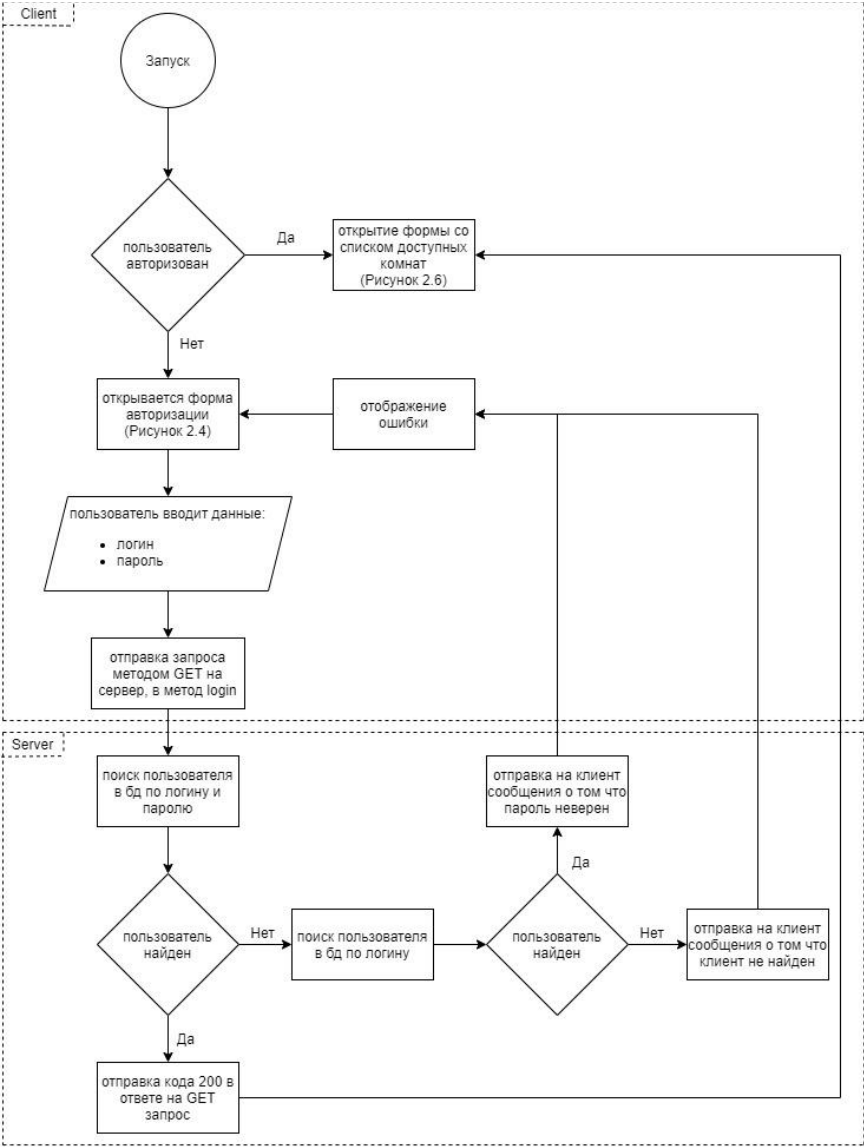 Client
Запуск
пользователь
авторизован
Да
открытие формы со
списком доступных
комнат
(Рисунок 2.6)
Нет
открывается форма
авторизации
(Рисунок 2.4)
отображение
ошибки
пользователь вводит данные:
• логин
• пароль
отправка запроса
методом GET на
сервер, в метод login
Server
поиск пользователя
в бд по логину и
паролю
отправка на клиент
сообщения о том что
пароль неверен
Да
пользователь
найден
Нет
поиск пользователя
в бд по логину
пользователь
найден
Нет
отправка на клиент
сообщения о том что
клиент не найден
Да
отправка кода 200 в
ответе на GET
запрос